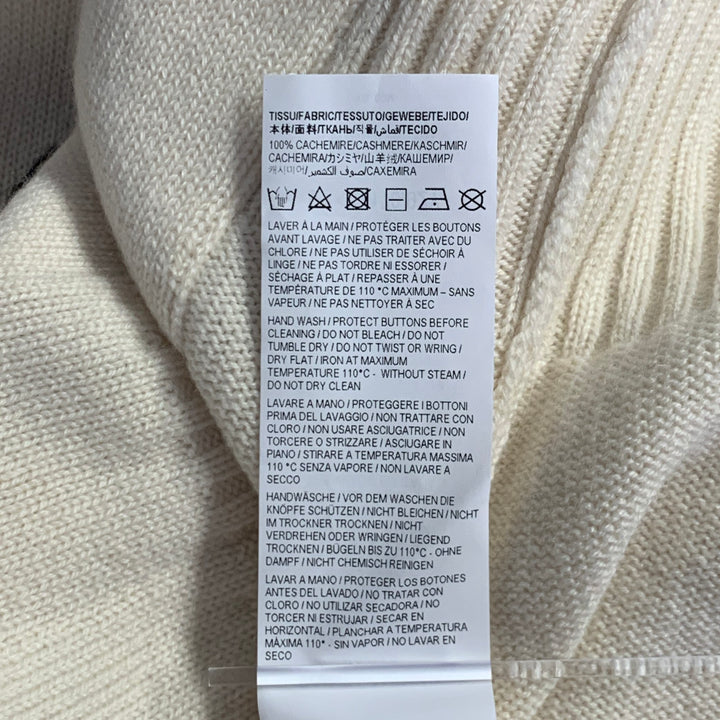 TISSU/FABRIC/TESSUTO/GEWEBE/TEJIDO/
本体/面料/ТКАНЬ/직물/قماش/TECIDO
100% CACHEMIRE/CASHMERE/KASCHMIR/
CACHEMIRA/カシミヤ/山羊绒/КАШЕМИР/
캐시미어/صوف الكشمير/CAXEMIRA
LAVER À LA MAIN / PROTÉGER LES BOUTONS
AVANT LAVAGE / NE PAS TRAITER AVEC DU
CHLORE / NE PAS UTILISER DE SÉCHOIR À
LINGE / NE PAS TORDRE NI ESSORER /
SÉCHAGE À PLAT / REPASSER À UNE
TEMPÉRATURE DE 110 °C MAXIMUM – SANS
VAPEUR / NE PAS NETTOYER À SEC
HAND WASH / PROTECT BUTTONS BEFORE
CLEANING / DO NOT BLEACH / DO NOT
TUMBLE DRY / DO NOT TWIST OR WRING /
DRY FLAT / IRON AT MAXIMUM
TEMPERATURE 110°C - WITHOUT STEAM /
DO NOT DRY CLEAN
LAVARE A MANO / PROTEGGERE I BOTTONI
PRIMA DEL LAVAGGIO / NON TRATTARE CON
CLORO / NON USARE ASCIUGATRICE / NON
TORCERE O STRIZZARE / ASCIUGARE IN
PIANO / STIRARE A TEMPERATURA MASSIMA
110 °C SENZA VAPORE / NON LAVARE A
SECCO
HANDWÄSCHE / VOR DEM WASCHEN DIE
KNÖPFE SCHÜTZEN / NICHT BLEICHEN / NICHT
IM TROCKNER TROCKNEN / NICHT
VERDREHEN ODER WRINGEN / LIEGEND
TROCKNEN / BÜGELN BIS ZU 110°C - OHNE
DAMPF / NICHT CHEMISCH REINIGEN
LAVAR A MANO / PROTEGER LOS BOTONES
ANTES DEL LAVADO / NO TRATAR CON
CLORO / NO UTILIZAR SECADORA / NO
TORCER NI ESTRUJAR / SECAR EN
HORIZONTAL / PLANCHAR A TEMPERATURA
MÁXIMA 110° - SIN VAPOR / NO LAVAR EN
SECO